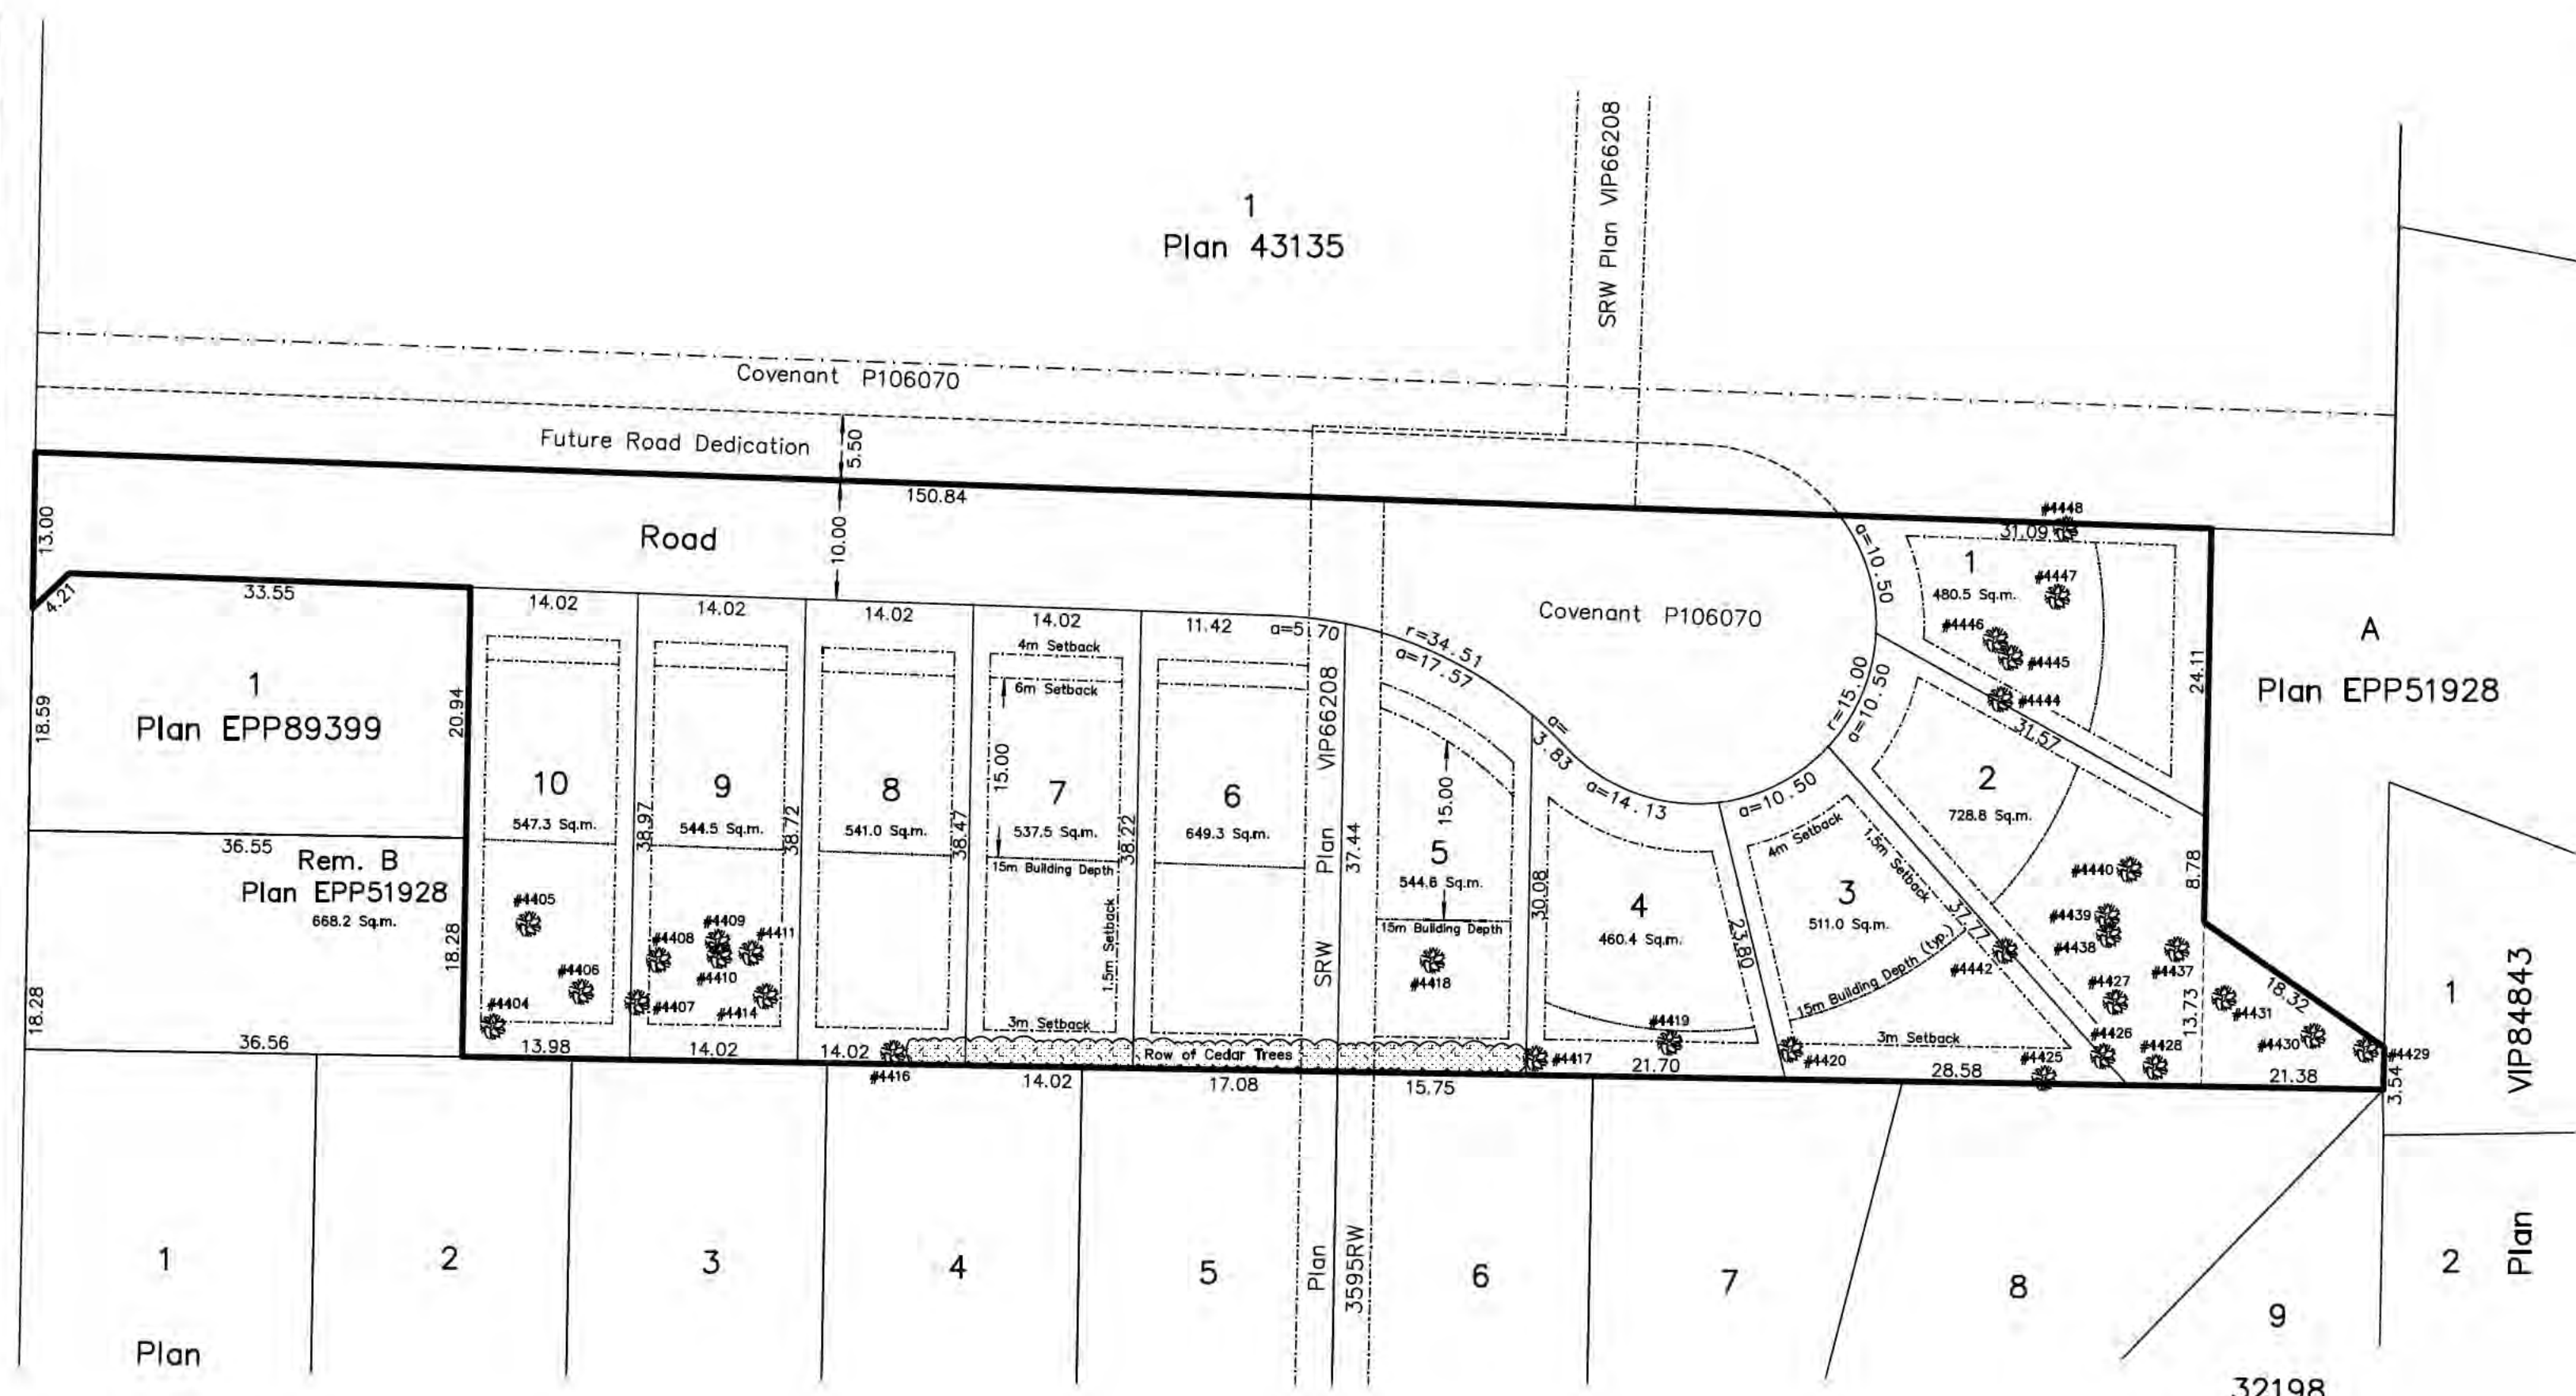 SRW Plan VIP66208
1
Plan 43135
Covenant P106070
Future Road Dedication
5.50
150.84
13.00
Road
10.00
4.21
33.55
14.02
14.02
14.02
14.02
11.42
a=5.70
r=34.51
a=17.57
Covenant P106070
a=10.50
#4448
31.09
1
480.5 Sq.m.
#4447
#4446
#4445
#4444
24.11
A
Plan EPP51928
1
Plan EPP89399
18.59
20.94
4m Setback
6m Setback
15.00
SRW Plan VIP66208
a=
3.83
a=14.13
a=10.50
r=15.00
a=10.50
31.57
10
547.3 Sq.m.
38.97
9
544.5 Sq.m.
38.72
8
541.0 Sq.m.
38.47
7
537.5 Sq.m.
38.22
6
649.3 Sq.m.
37.44
15.00
5
544.6 Sq.m.
30.08
4
460.4 Sq.m.
23.80
4m Setback
1.5m Setback
3
511.0 Sq.m.
37.77
2
728.8 Sq.m.
8.78
36.55
Rem. B
Plan EPP51928
668.2 Sq.m.
18.28
18.28
15m Building Depth
1.5m Setback
15m Building Depth
15m Building Depth (typ.)
#4405
#4406
#4404
#4408
#4409
#4411
#4410
#4407
#4414
#4418
#4419
#4442
#4440
#4439
#4438
#4437
#4427
#4431
18.32
13.73
#4426
#4428
#4430
#4429
3m Setback
Row of Cedar Trees
#4417
#4420
3m Setback
#4425
36.56
13.98
14.02
14.02
#4416
14.02
17.08
15.75
21.70
28.58
21.38
3.54
1
VIP84843
1
2
3
4
5
Plan
3595RW
6
7
8
9
2
Plan
Plan
32198